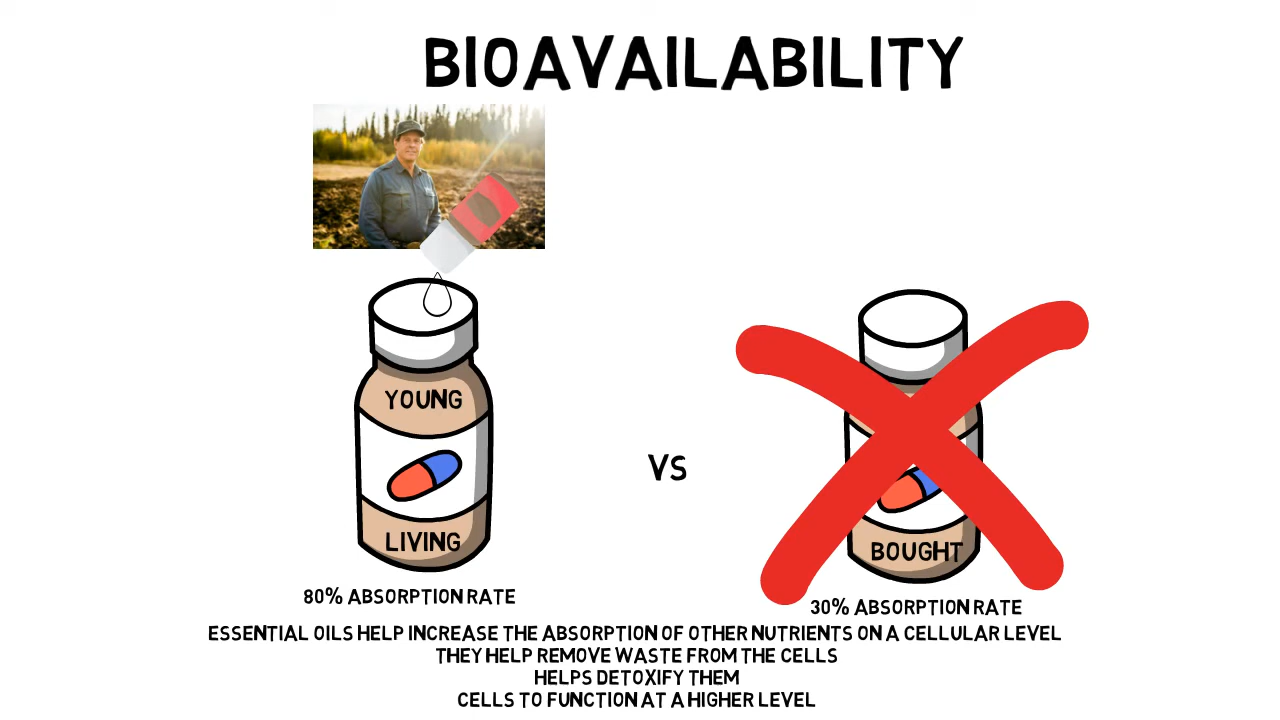 BIOAVAILABILITY
YOUNG
LIVING
VS
BOUGHT
80% ABSORPTION RATE
30% ABSORPTION RATE
ESSENTIAL OILS HELP INCREASE THE ABSORPTION OF OTHER NUTRIENTS ON A CELLULAR LEVEL
THEY HELP REMOVE WASTE FROM THE CELLS
HELPS DETOXIFY THEM
CELLS TO FUNCTION AT A HIGHER LEVEL